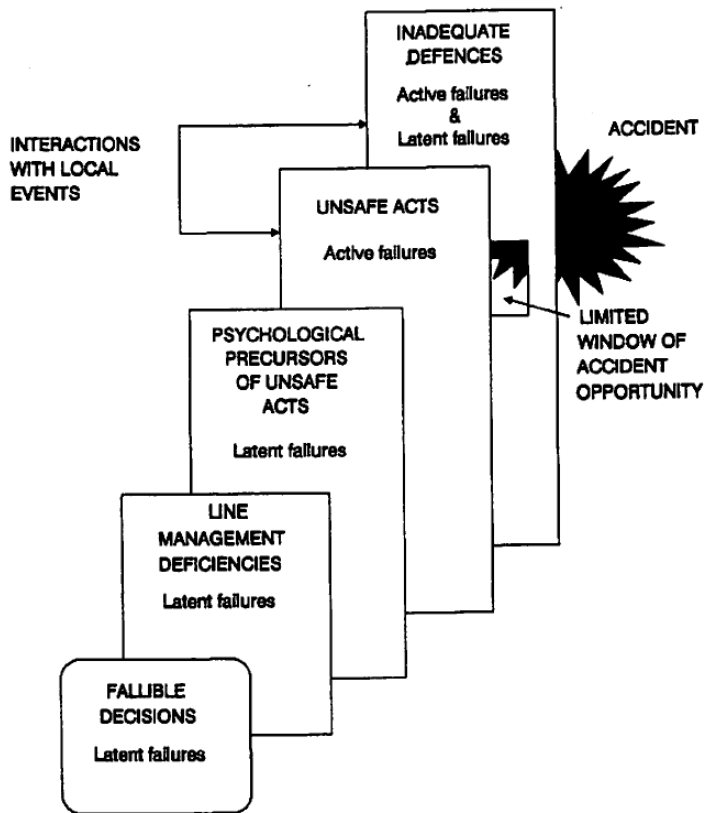 INADEQUATE
DEFENCES
Active failures
&
Latent failures
ACCIDENT
INTERACTIONS
WITH LOCAL
EVENTS
UNSAFE ACTS
Active failures
LIMITED
WINDOW OF
ACCIDENT
OPPORTUNITY
PSYCHOLOGICAL
PRECURSORS
OF UNSAFE
ACTS
Latent failures
LINE
MANAGEMENT
DEFICIENCIES
Latent failures
FALLIBLE
DECISIONS
Latent failures